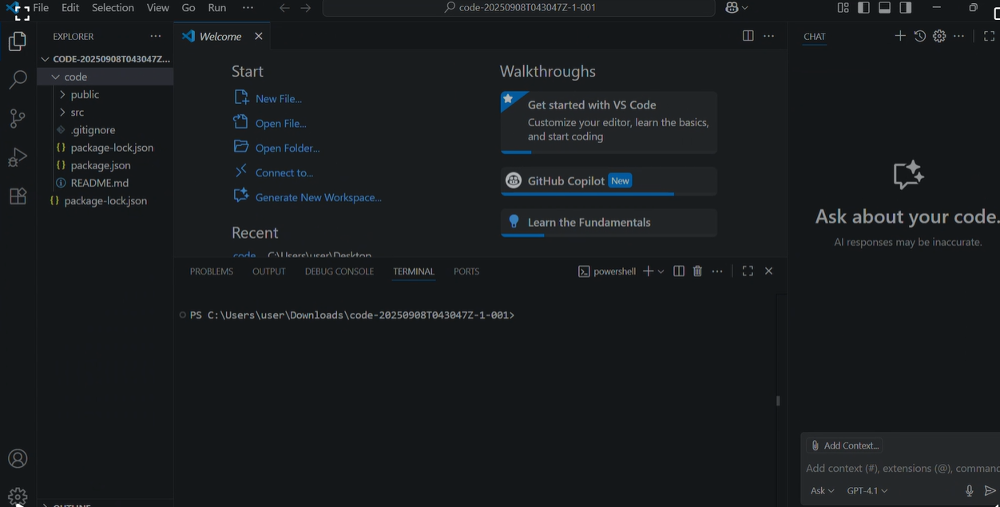 File Edit Selection View Go Run ··· code-20250908T043047Z-1-001
EXPLORER ···
CODE-20250908T043047Z...
code
public
src
.gitignore
{} package-lock.json
{} package.json
README.md
{} package-lock.json
Welcome
Start
New File...
Open File...
Open Folder...
Connect to...
Generate New Workspace...
Recent
code C:\Users\user\Desktop
Walkthroughs
Get started with VS Code
Customize your editor, learn the basics,
and start coding
GitHub Copilot New
Learn the Fundamentals
PROBLEMS OUTPUT DEBUG CONSOLE TERMINAL PORTS powershell
PS C:\Users\user\Downloads\code-20250908T043047Z-1-001>
CHAT
Ask about your code.
AI responses may be inaccurate.
Add Context...
Add context (#), extensions (@), command
Ask GPT-4.1
OUTLINE